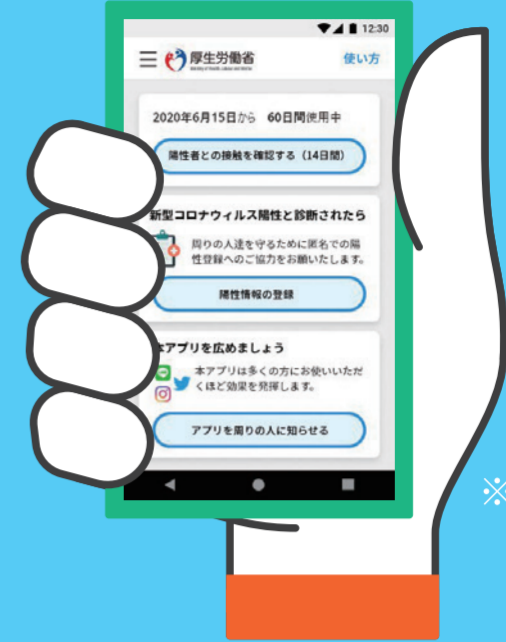 12:30
厚生労働省
使い方
2020年6月15日から 60日間使用中
陽性者との接触を確認する(14日間)
新型コロナウィルス陽性と診断されたら
周りの人達を守るために匿名での陽
性登録へのご協力をお願いいたします。
陽性情報の登録
本アプリを広めましょう
本アプリは多くの方にお使いいただ
くほど効果を発揮します。
アプリを周りの人に知らせる
※